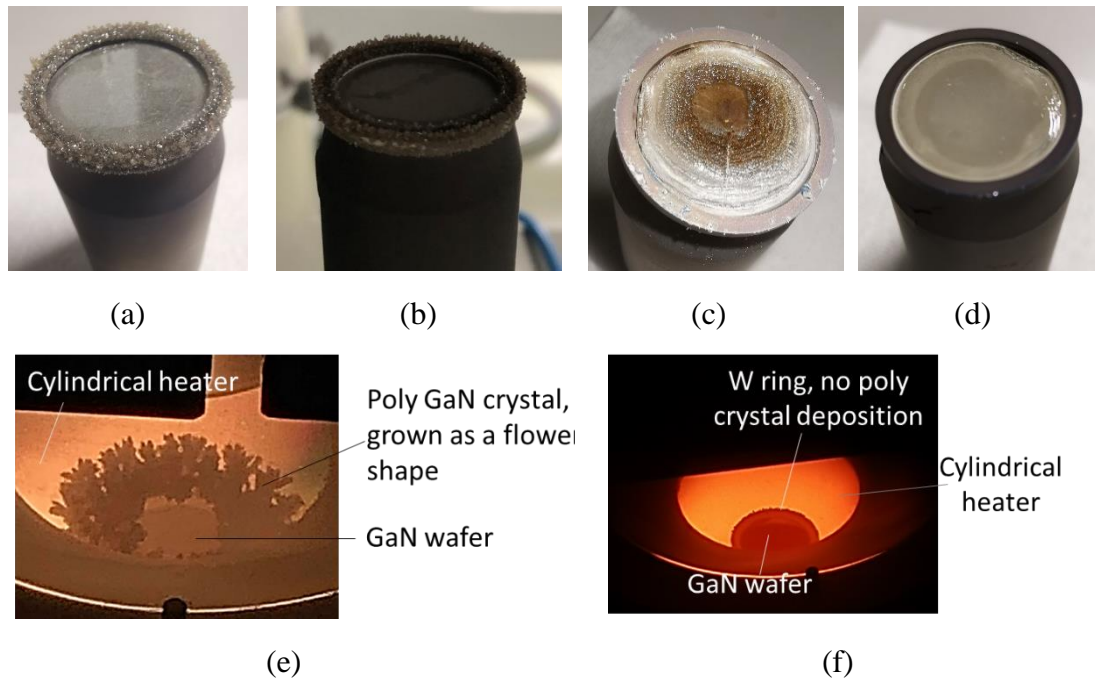 (a)
(b)
(c)
(d)
Cylindrical heater
Poly GaN crystal,
grown as a flower
shape
GaN wafer
W ring, no poly
crystal deposition
Cylindrical
heater
GaN wafer
(e)
(f)